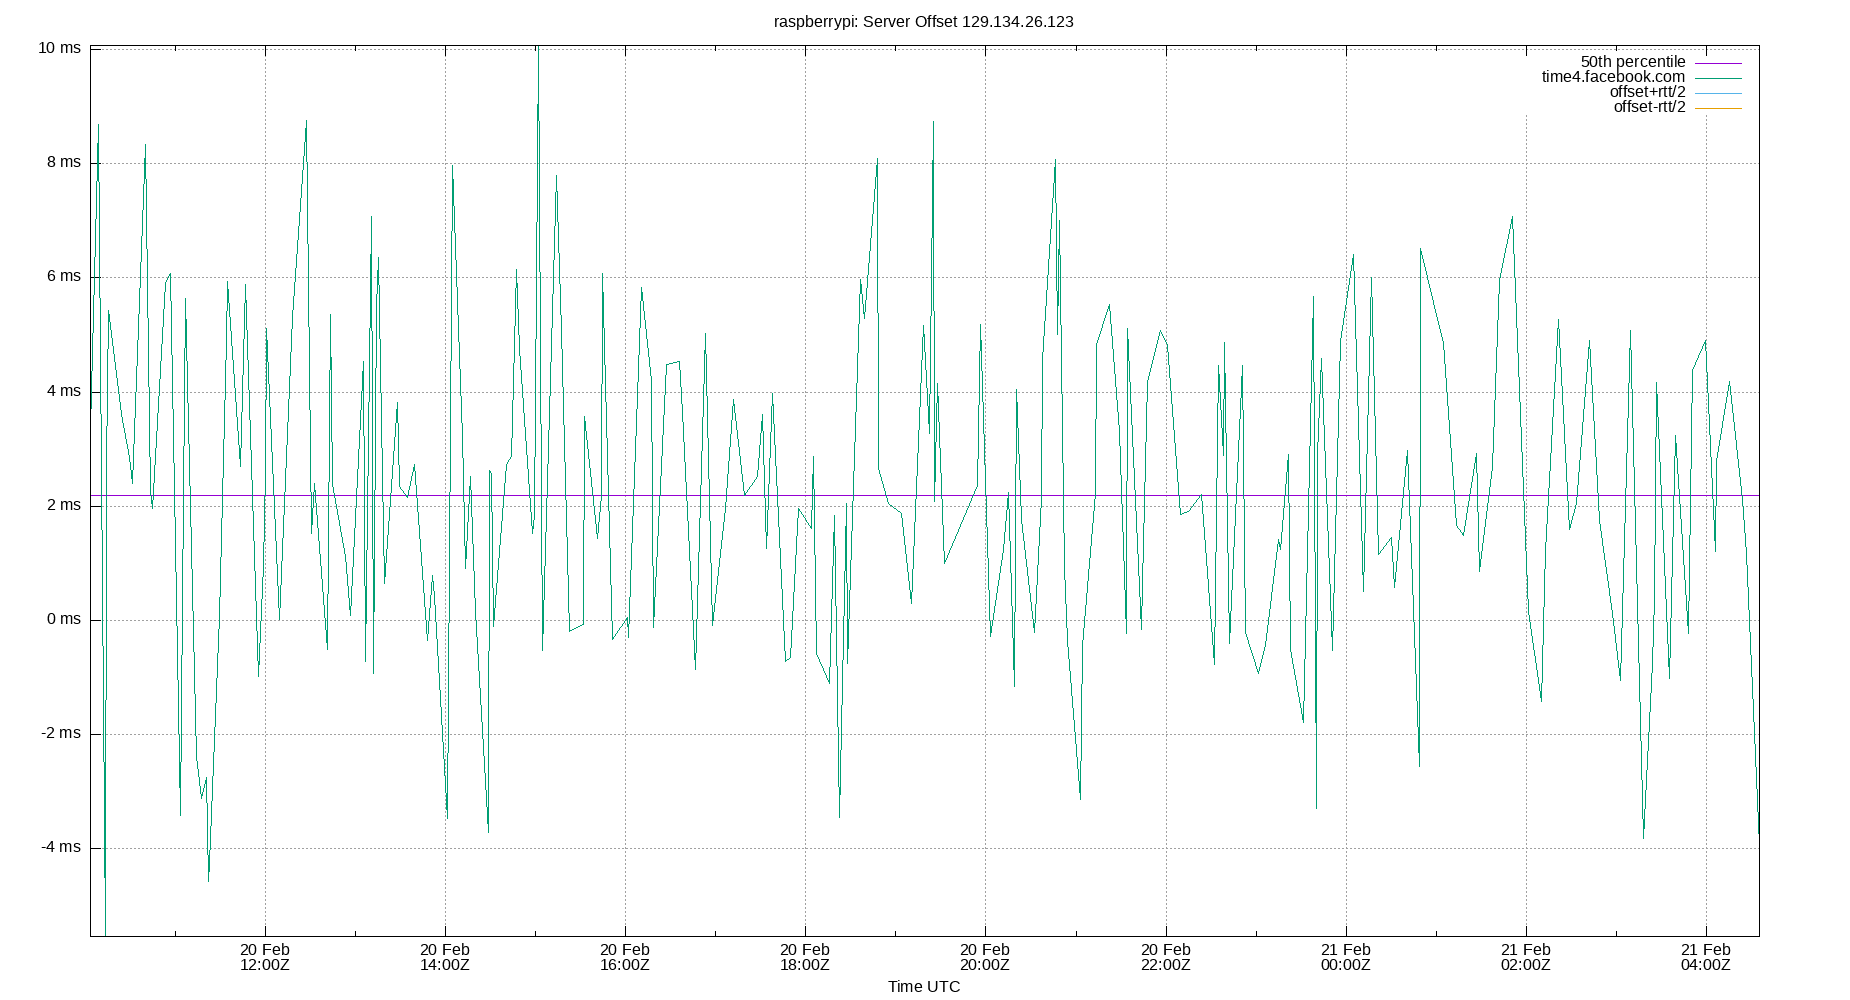 raspberrypi: Server Offset 129.134.26.123
10 ms
8 ms
6 ms
4 ms
2 ms
0 ms
-2 ms
-4 ms
50th percentile
time4.facebook.com
offset+rtt/2
offset-rtt/2
20 Feb 20 Feb 20 Feb 20 Feb 20 Feb 20 Feb 21 Feb 21 Feb 21 Feb
12:00Z 14:00Z 16:00Z 18:00Z 20:00Z 22:00Z 00:00Z 02:00Z 04:00Z
Time UTC